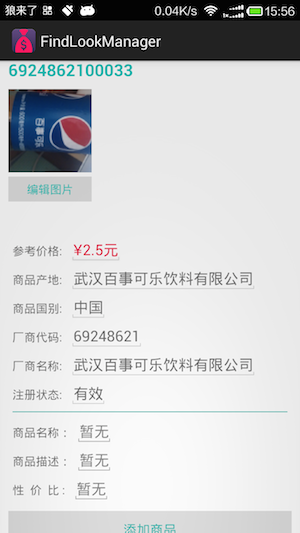 狼来了
0.04K/s
15:56
FindLookManager
6924862100033
编辑图片
参考价格: ¥2.5元
商品产地: 武汉百事可乐饮料有限公司
商品国别: 中国
厂商代码: 69248621
厂商名称: 武汉百事可乐饮料有限公司
注册状态: 有效
商品名称： 暂无
商品描述： 暂无
性 价 比： 暂无
添加商品